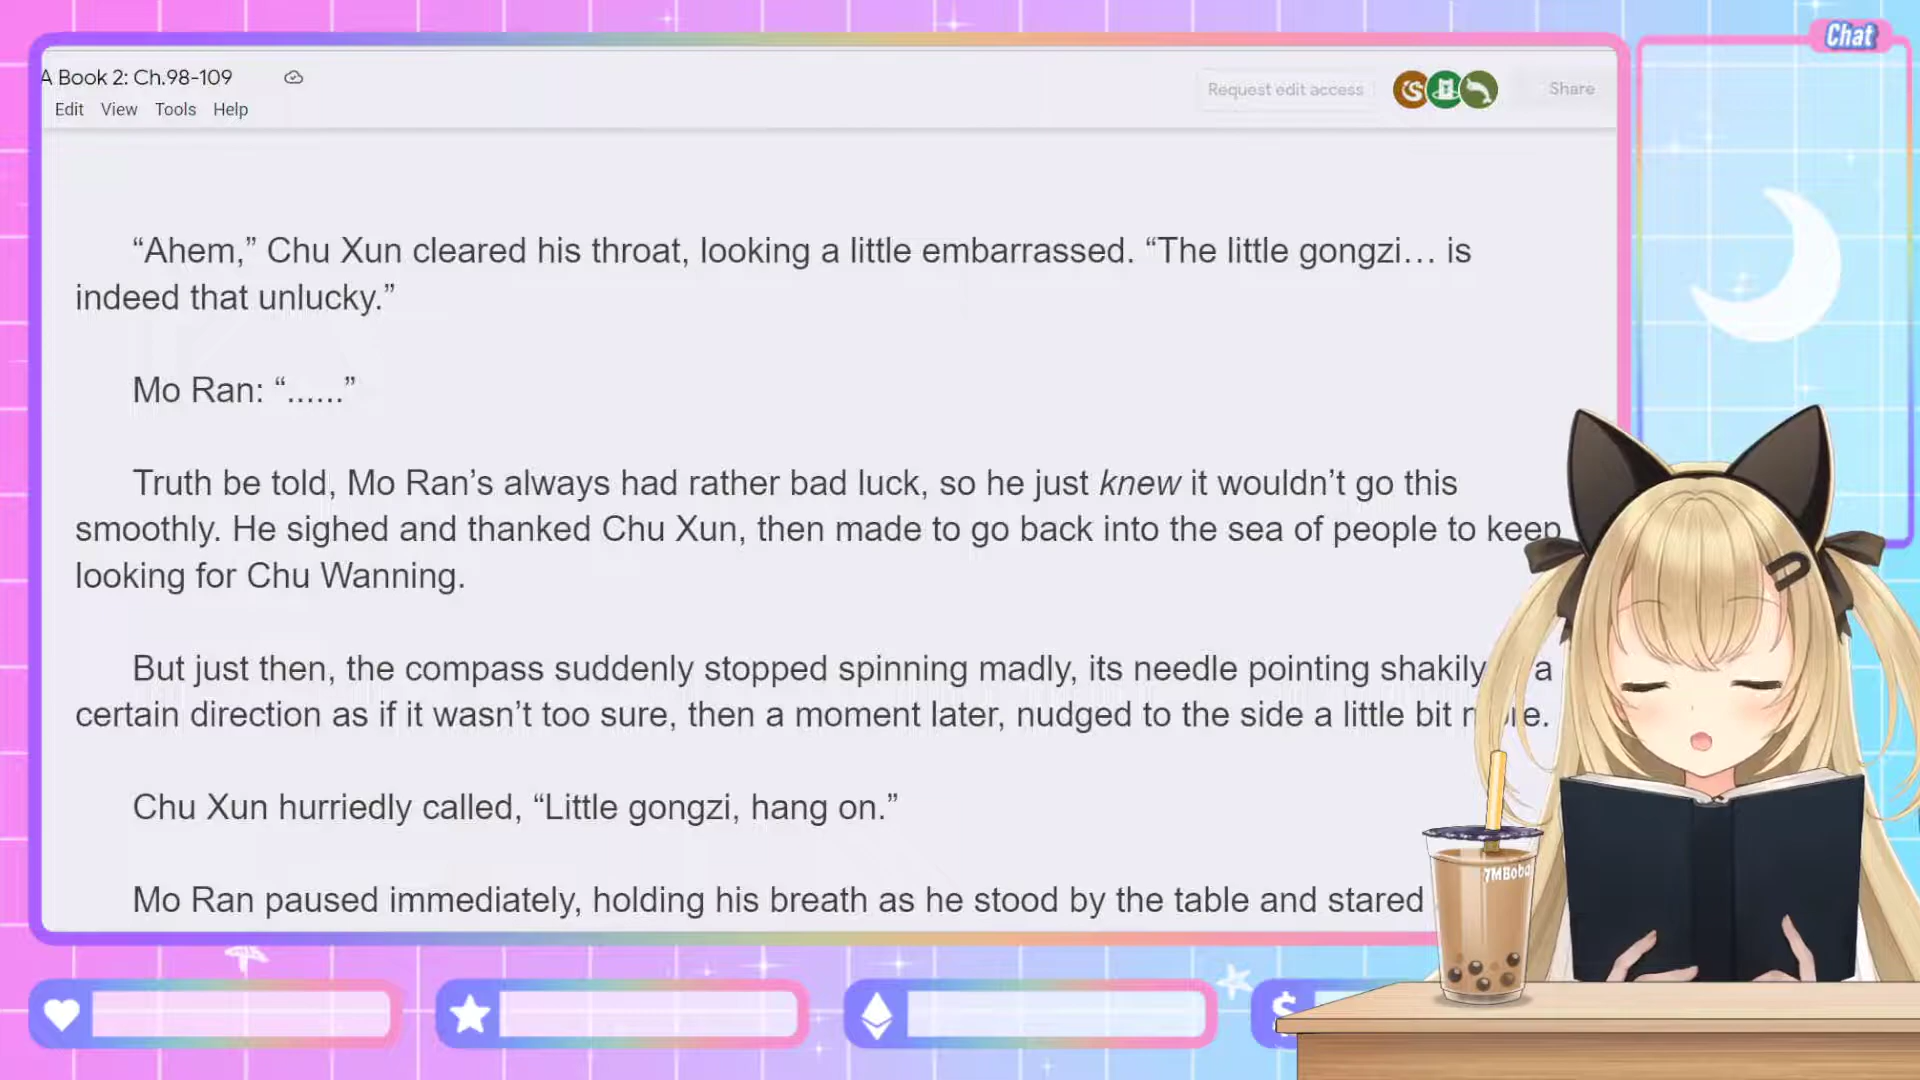 Chat
A Book 2: Ch.98-109
Request edit access
Share
Edit View Tools Help
“Ahem,” Chu Xun cleared his throat, looking a little embarrassed. “The little gongzi… is
indeed that unlucky.”
Mo Ran: “......”
Truth be told, Mo Ran’s always had rather bad luck, so he just knew it wouldn’t go this
smoothly. He sighed and thanked Chu Xun, then made to go back into the sea of people to keep
looking for Chu Wanning.
But just then, the compass suddenly stopped spinning madly, its needle pointing shakily a
certain direction as if it wasn’t too sure, then a moment later, nudged to the side a little bit
Chu Xun hurriedly called, “Little gongzi, hang on.”
Mo Ran paused immediately, holding his breath as he stood by the table and stared
7MBoba
$